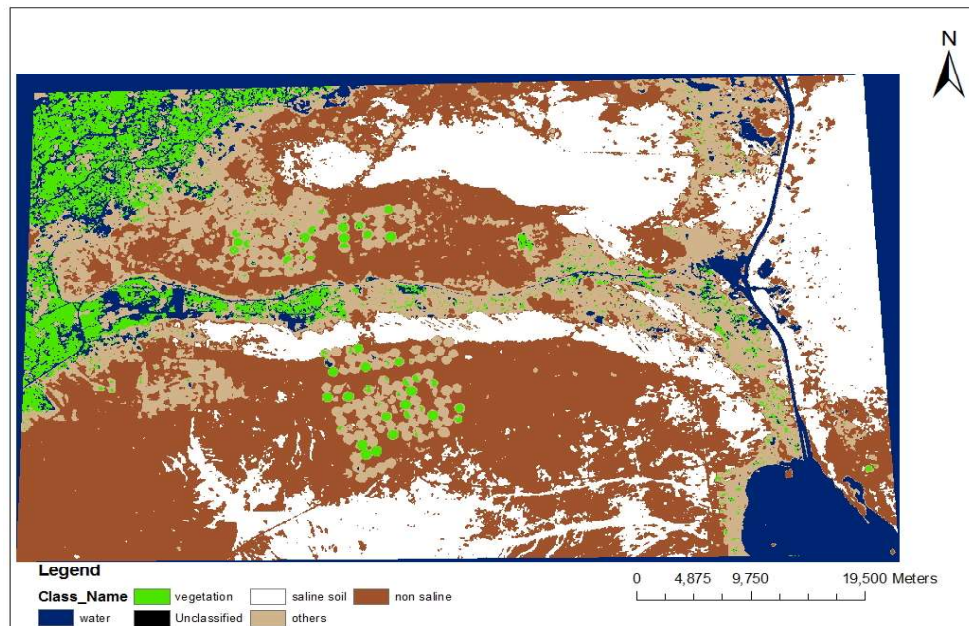 N
Legend
Class_Name
vegetation
saline soil
non saline
water
Unclassified
others
0 4,875 9,750 19,500 Meters